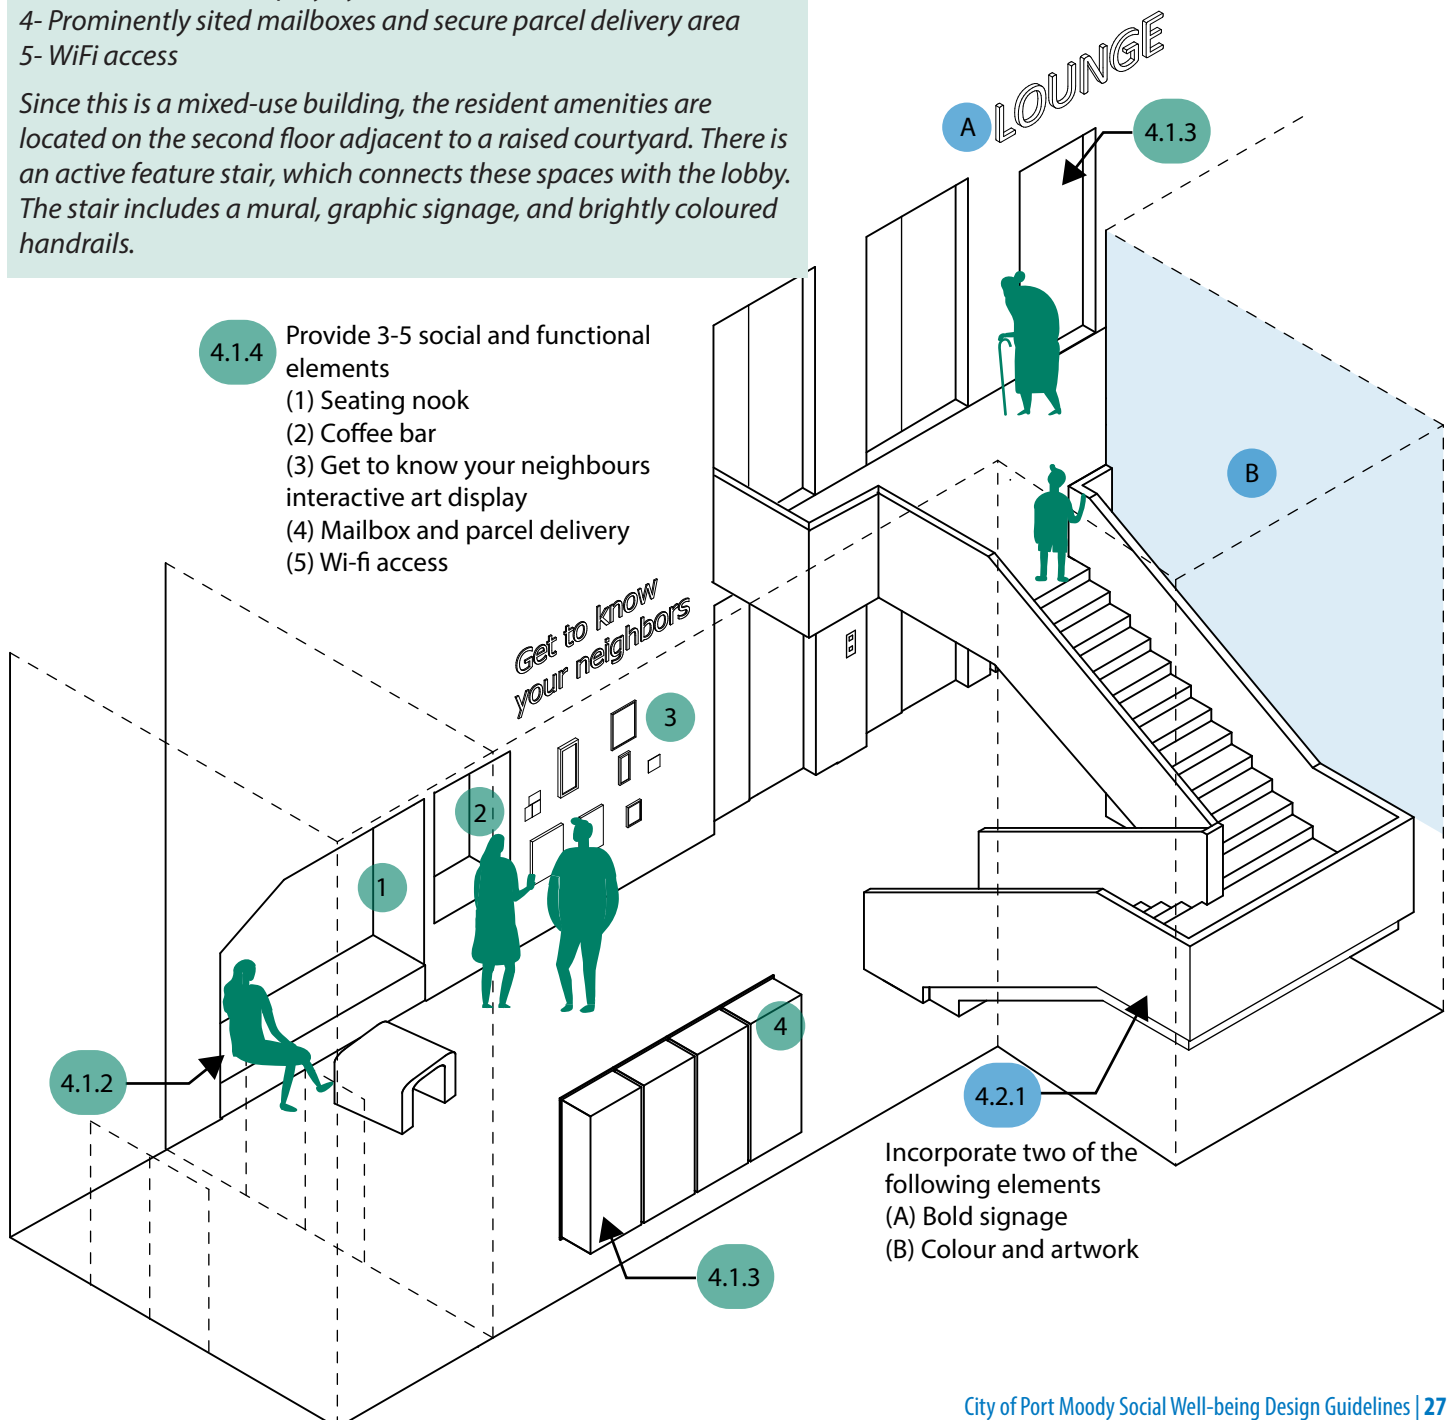 4- Prominently sited mailboxes and secure parcel delivery area
5- WiFi access
Since this is a mixed-use building, the resident amenities are
located on the second floor adjacent to a raised courtyard. There is
an active feature stair, which connects these spaces with the lobby.
The stair includes a mural, graphic signage, and brightly coloured
handrails.
A
LOUNGE
4.1.3
4.1.4
Provide 3-5 social and functional
elements
(1) Seating nook
(2) Coffee bar
(3) Get to know your neighbours
interactive art display
(4) Mailbox and parcel delivery
(5) Wi-fi access
B
Get to know
your neighbors
3
2
1
4
4.1.2
4.2.1
Incorporate two of the
following elements
(A) Bold signage
(B) Colour and artwork
4.1.3
City of Port Moody Social Well-being Design Guidelines | 27